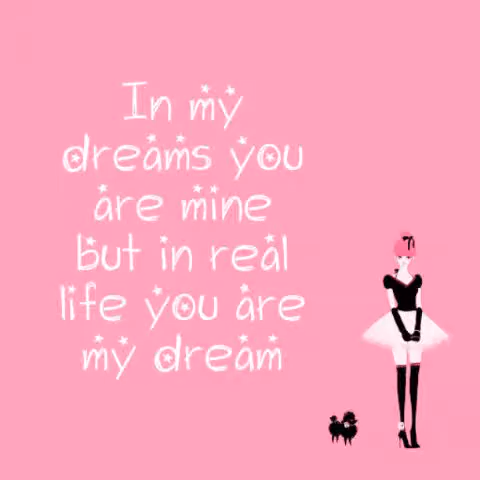 In my
dreams you
are mine
but in real
life you are
my dream